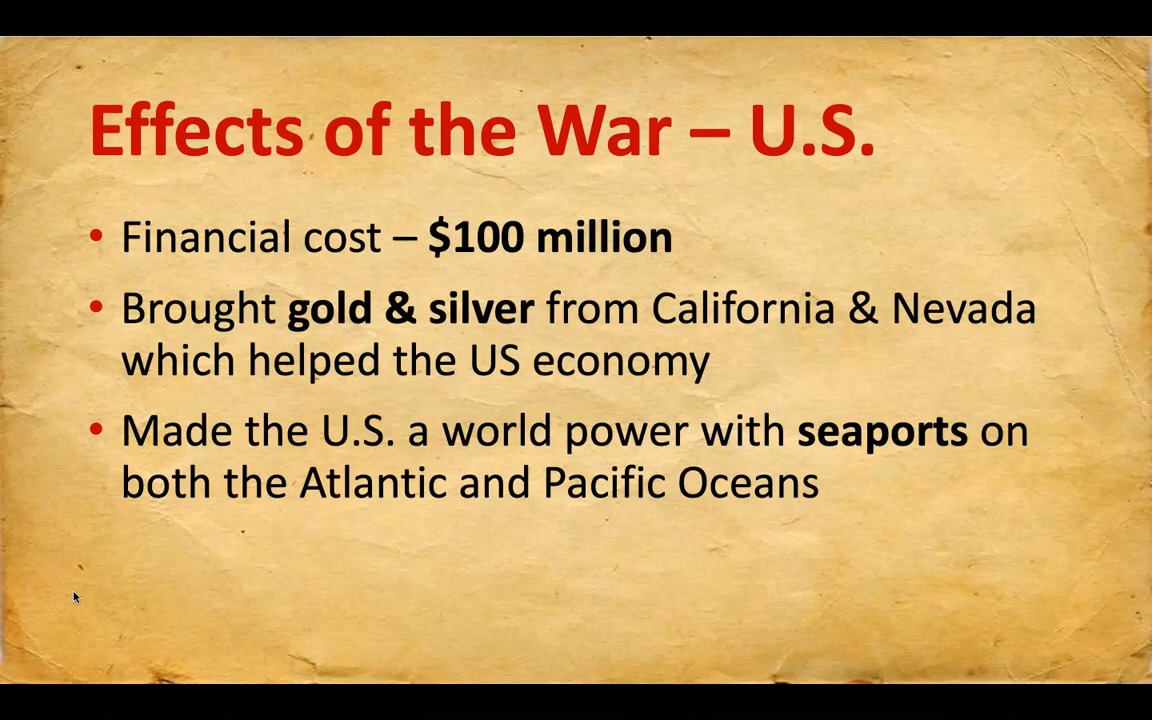 Effects of the War – U.S.
• Financial cost – $100 million
• Brought gold & silver from California & Nevada
which helped the US economy
• Made the U.S. a world power with seaports on
both the Atlantic and Pacific Oceans